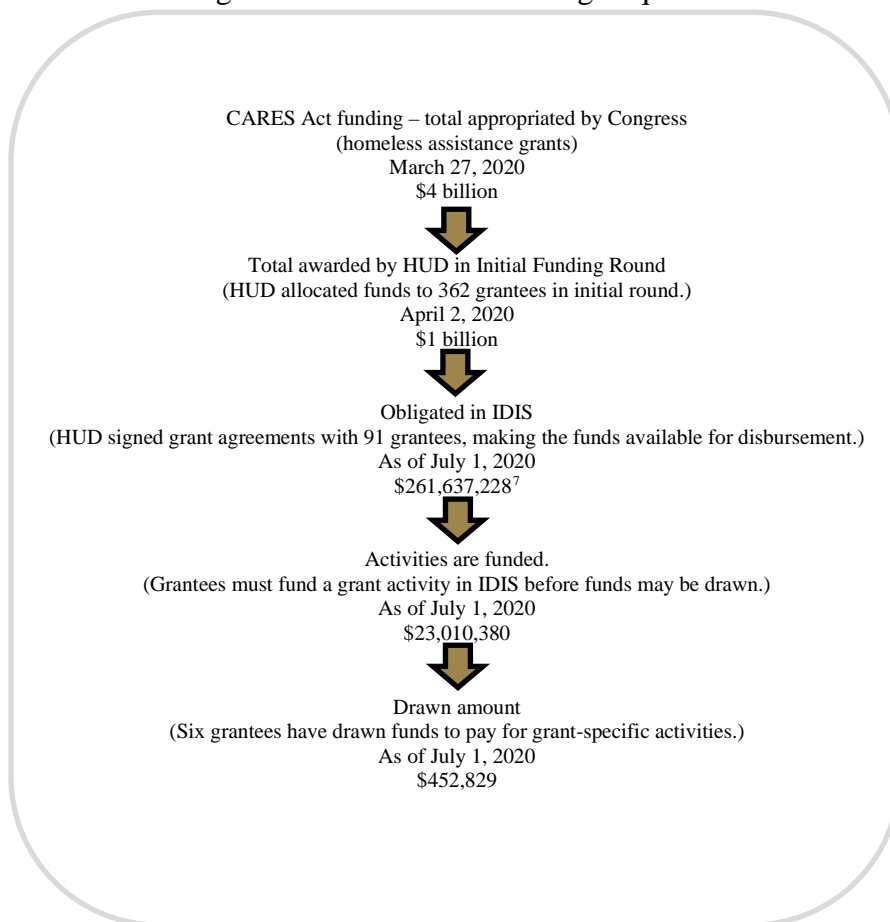 CARES Act funding – total appropriated by Congress
(homeless assistance grants)
March 27, 2020
$4 billion
Total awarded by HUD in Initial Funding Round
(HUD allocated funds to 362 grantees in initial round.)
April 2, 2020
$1 billion
Obligated in IDIS
(HUD signed grant agreements with 91 grantees, making the funds available for disbursement.)
As of July 1, 2020
$261,637,228⁷
Activities are funded.
(Grantees must fund a grant activity in IDIS before funds may be drawn.)
As of July 1, 2020
$23,010,380
Drawn amount
(Six grantees have drawn funds to pay for grant-specific activities.)
As of July 1, 2020
$452,829